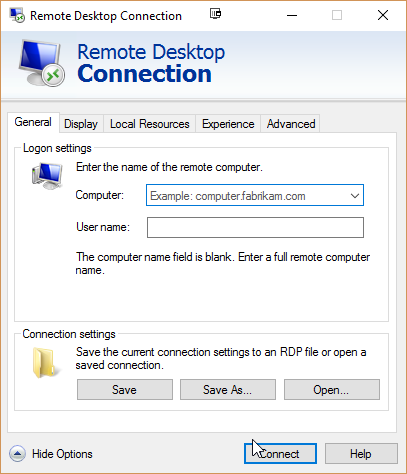 Remote Desktop Connection
Remote Desktop
Connection
General
Display
Local Resources
Experience
Advanced
Logon settings
Enter the name of the remote computer.
Computer:
Example: computer.fabrikam.com
User name:
The computer name field is blank. Enter a full remote computer
name.
Connection settings
Save the current connection settings to an RDP file or open a
saved connection.
Save
Save As...
Open...
Hide Options
Connect
Help